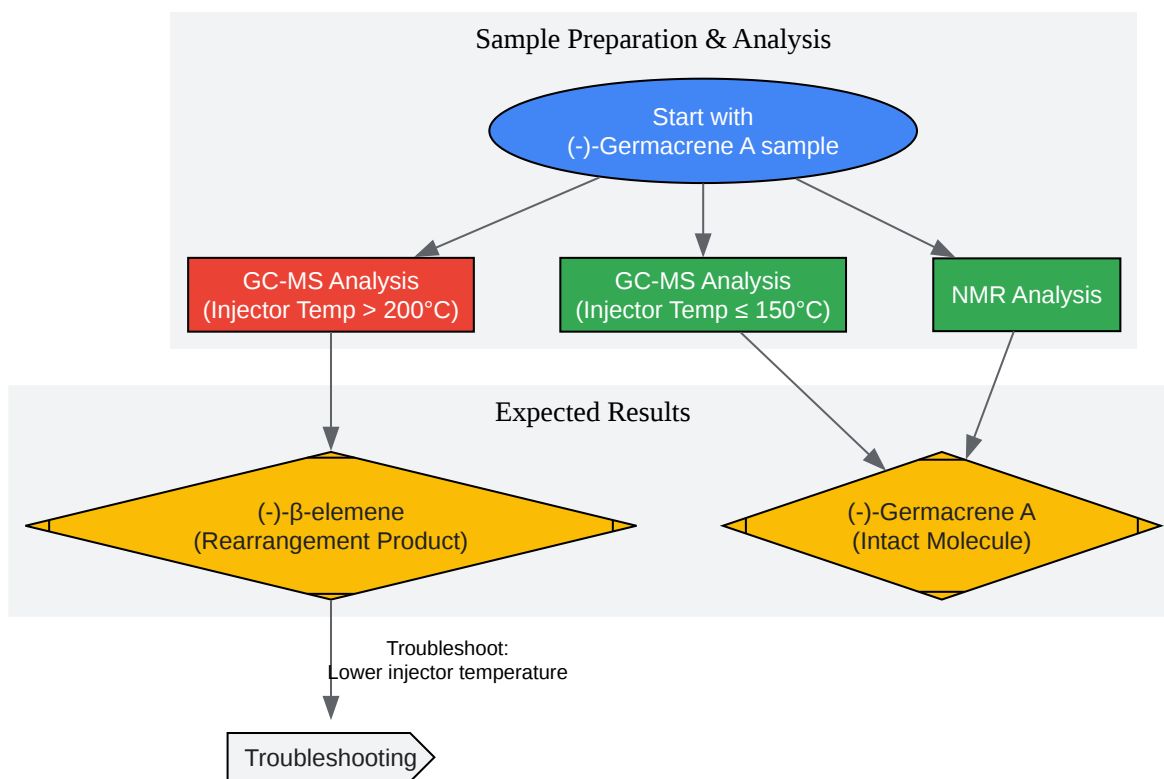 Sample Preparation & Analysis
Start with
(-)-Germacrene A sample
GC-MS Analysis
(Injector Temp > 200°C)
GC-MS Analysis
(Injector Temp ≤ 150°C)
NMR Analysis
Expected Results
(-)-β-elemene
(Rearrangement Product)
(-)-Germacrene A
(Intact Molecule)
Troubleshoot:
Lower injector temperature
Troubleshooting